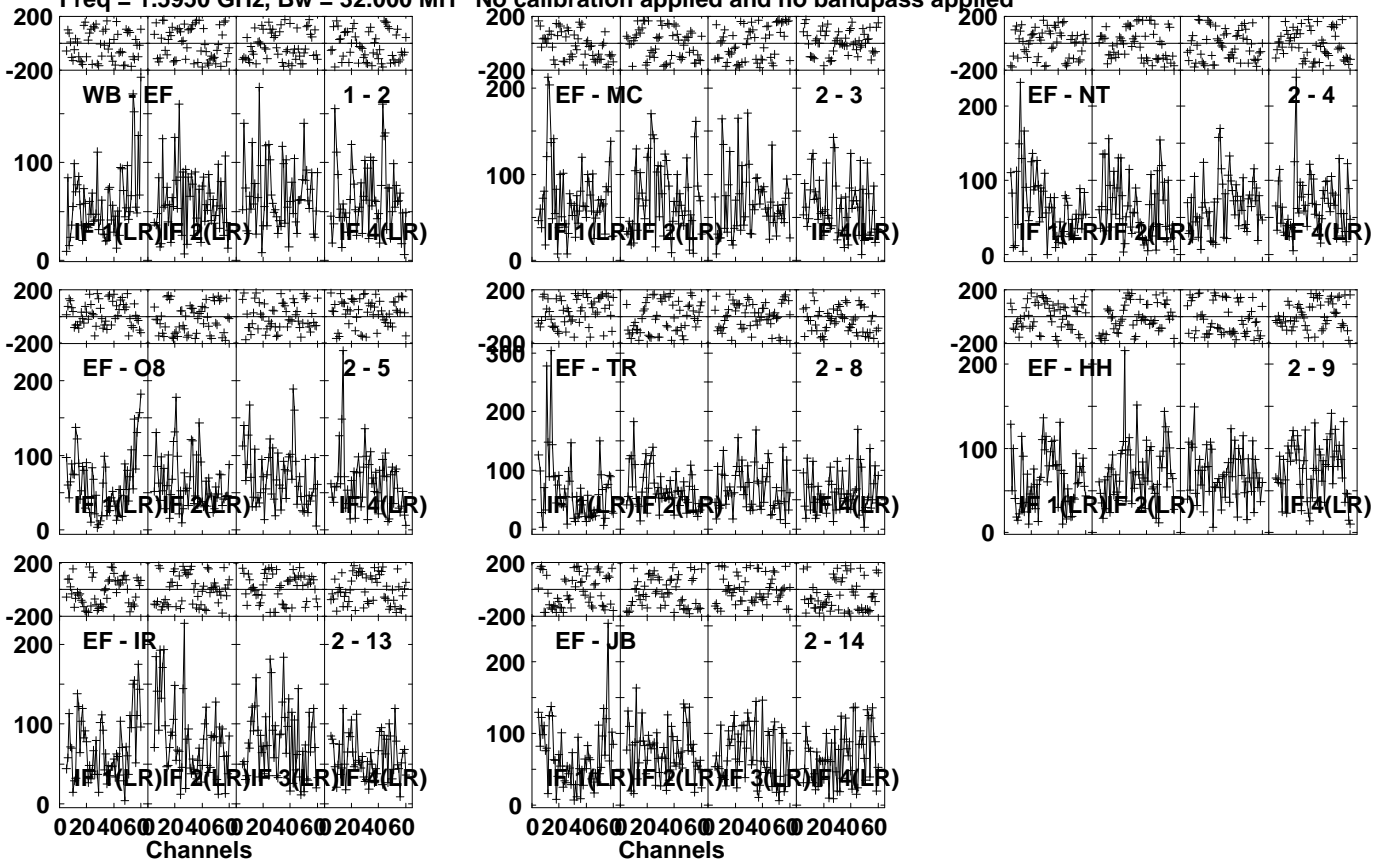 Freq = 1.5950 GHz, Bw = 32.000 MH No calibration applied and no bandpass applied
200
-200
WB - EF 1 - 2
100
0
IF 1(LR) IF 2(LR) IF 4(LR)
200
-200
200
EF - MC 2 - 3
100
0
IF 1(LR) IF 2(LR) IF 4(LR)
200
-200
200
EF - NT 2 - 4
100
0
IF 1(LR) IF 2(LR) IF 4(LR)
200
-200
200
EF - O8 2 - 5
100
0
IF 1(LR) IF 2(LR) IF 4(LR)
200
-200
300
EF - TR 2 - 8
200
100
0
IF 1(LR) IF 2(LR) IF 4(LR)
200
-200
200
EF - HH 2 - 9
100
0
IF 1(LR) IF 2(LR) IF 4(LR)
200
-200
200
EF - IR 2 - 13
100
0
IF 1(LR) IF 2(LR) IF 3(LR) IF 4(LR)
0 20 40 60 0 20 40 60 0 20 40 60 0 20 40 60
Channels
200
-200
200
EF - JB 2 - 14
100
0
IF 1(LR) IF 2(LR) IF 3(LR) IF 4(LR)
0 20 40 60 0 20 40 60 0 20 40 60 0 20 40 60
Channels